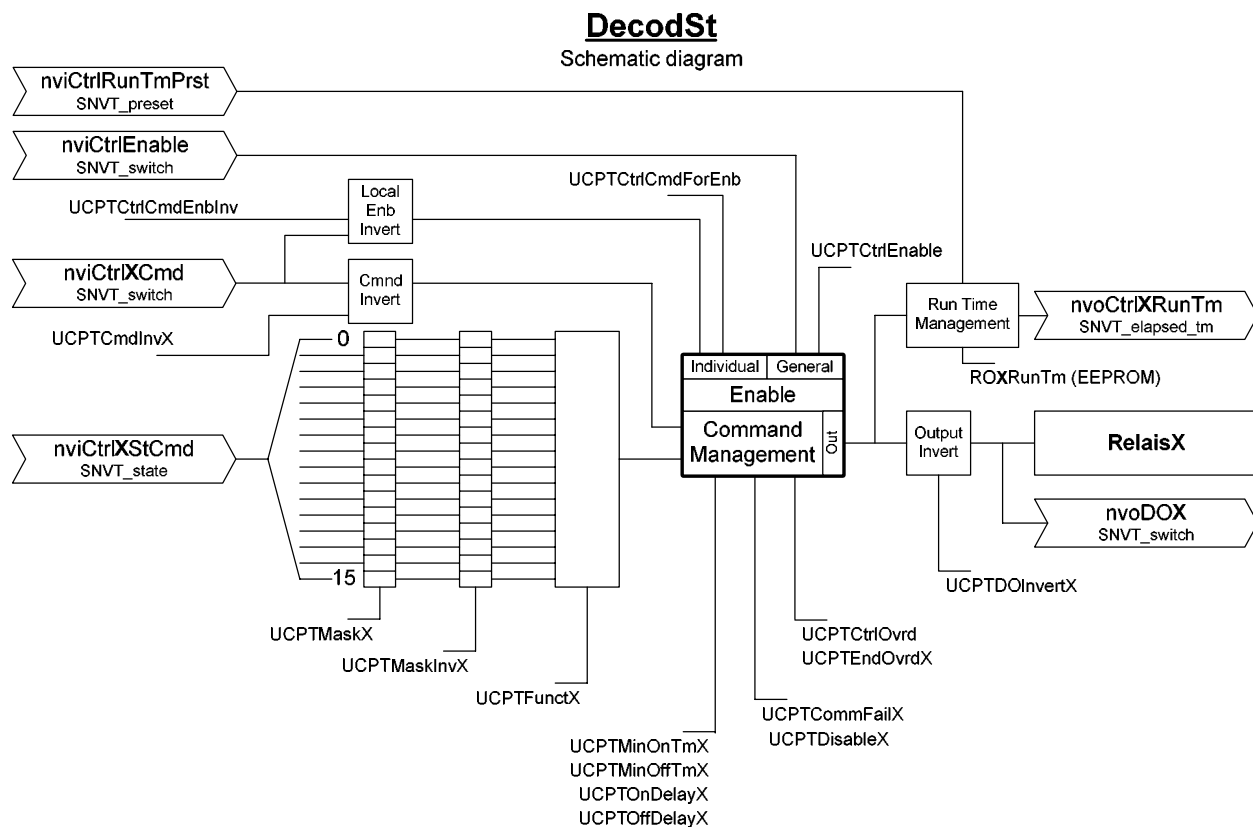 DecodSt
Schematic diagram
nviCtrlRunTmPrst
SNVT_preset
nviCtrlEnable
SNVT_switch
UCPTCtrlCmdForEnb
UCPTCtrlCmdEnbInv
Local
Enb
Invert
UCPTCtrlEnable
nviCtrlXCmd
SNVT_switch
Cmnd
Invert
Run Time
Management
nvoCtrlXRunTm
SNVT_elapsed_tm
UCPTCmdInvX
0
Individual
General
ROXRunTm (EEPROM)
Enable
nviCtrlXStCmd
SNVT_state
Command
Management
Out
Output
Invert
RelaisX
nvoDOX
SNVT_switch
15
UCPTDOInvertX
UCPTMaskX
UCPTMaskInvX
UCPTFunctX
UCPTCtrlOvrd
UCPTEndOvrdX
UCPTCommFailX
UCPTDisableX
UCPTMinOnTmX
UCPTMinOffTmX
UCPTOnDelayX
UCPTOffDelayX